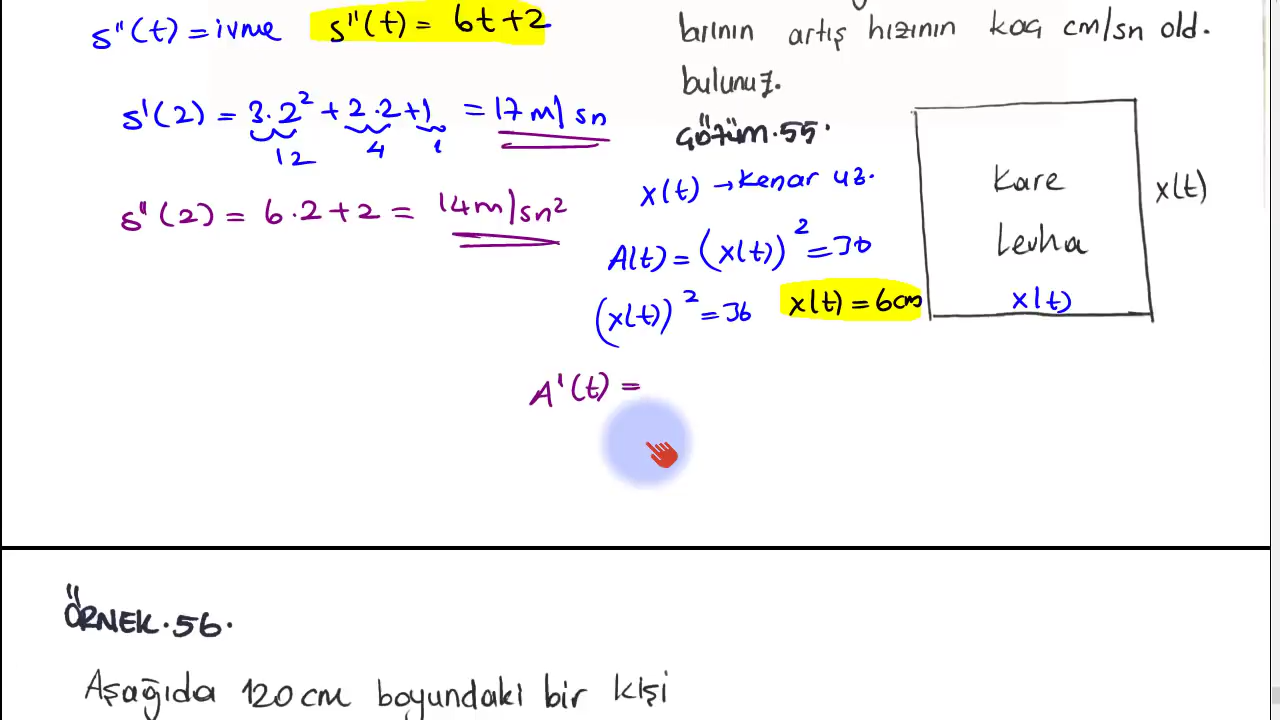 s"(t) = ivme s"(t) = 6t+2
s'(2) = 3.2² + 2.2 + 1 = 17 m/sn
12 4 1
s"(2) = 6.2+2 = 14 m/sn²
birinin artış hızının kaç cm/sn old.
bulunuz.
ÇÖZÜM.55.
x(t) → kenar uz.
A(t) = (x(t))² = 36
(x(t))² = 36 x(t) = 6cm
Kare
Levha
x(t)
x(t)
A'(t) =
ÖRNEK.56.
Aşağıda 120 cm boyundaki bir kişi